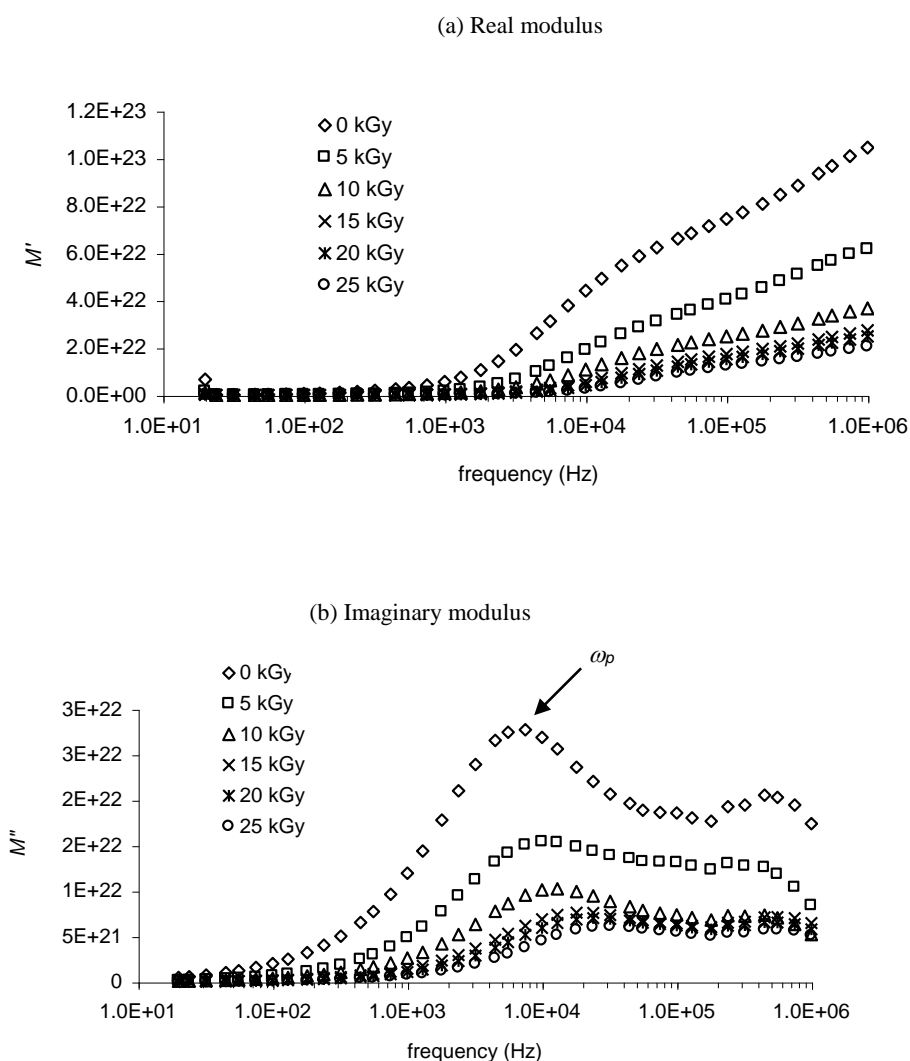 (a) Real modulus
1.2E+23
1.0E+23
8.0E+22
6.0E+22
4.0E+22
2.0E+22
0.0E+00
M'
0 kGy
5 kGy
10 kGy
15 kGy
20 kGy
25 kGy
1.0E+01 1.0E+02 1.0E+03 1.0E+04 1.0E+05 1.0E+06
frequency (Hz)
(b) Imaginary modulus
ωp
0 kGy
5 kGy
10 kGy
15 kGy
20 kGy
25 kGy
3E+22
3E+22
2E+22
2E+22
1E+22
5E+21
0
M"
1.0E+01 1.0E+02 1.0E+03 1.0E+04 1.0E+05 1.0E+06
frequency (Hz)